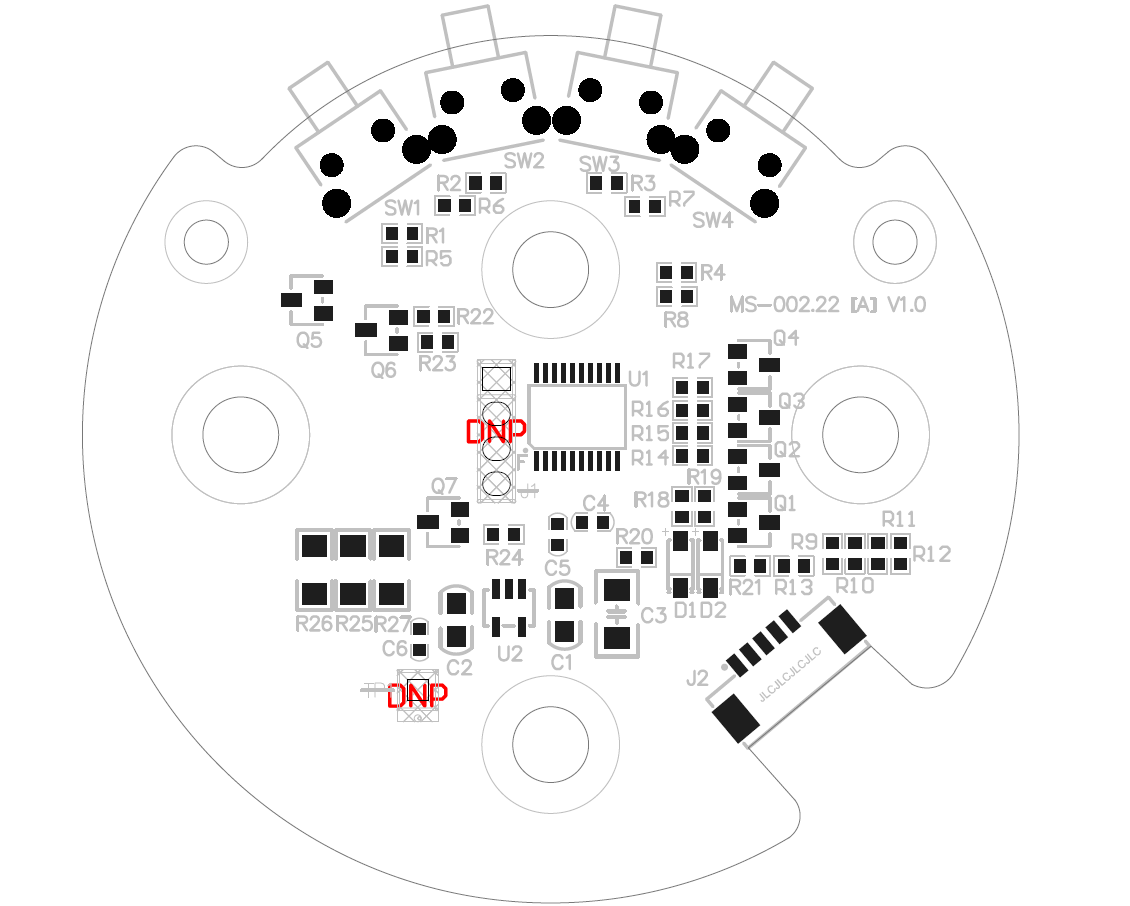 SW2
SW3
R2
R3
R6
R7
SW1
SW4
R1
R5
R4
MS-002.22 [A] V1.0
R8
R22
Q5
Q4
R23
Q6
R17
U1
Q3
R16
DNP
R15
Q2
F
R14
R19
Q7
J1
R18
Q1
C4
R11
R20
R9
R24
R12
C5
R21
R13
R10
D1
D2
C3
R26
R25
R27
C6
U2
C1
C2
J2
JLCJLCJLCJLC
TP
DNP